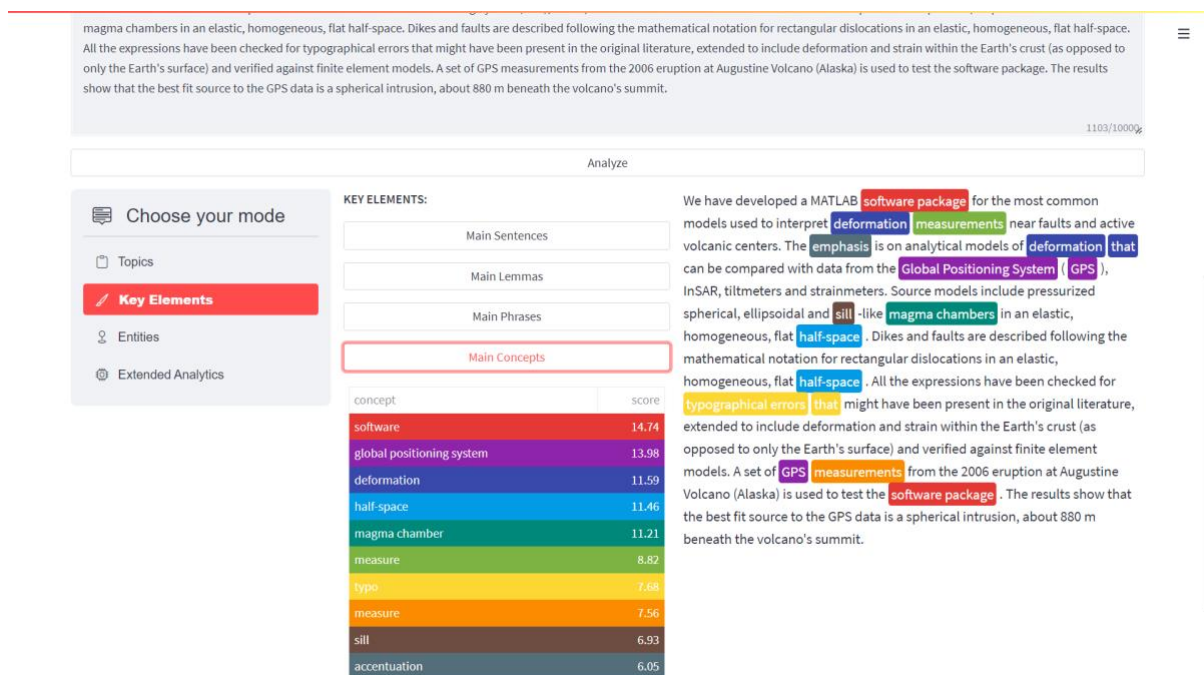 magma chambers in an elastic, homogeneous, flat half-space. Dikes and faults are described following the mathematical notation for rectangular dislocations in an elastic, homogeneous, flat half-space.
All the expressions have been checked for typographical errors that might have been present in the original literature, extended to include deformation and strain within the Earth's crust (as opposed to
only the Earth's surface) and verified against finite element models. A set of GPS measurements from the 2006 eruption at Augustine Volcano (Alaska) is used to test the software package. The results
show that the best fit source to the GPS data is a spherical intrusion, about 880 m beneath the volcano's summit.
1103/10000
Analyze
Choose your mode
Topics
Key Elements
Entities
Extended Analytics
KEY ELEMENTS:
Main Sentences
Main Lemmas
Main Phrases
Main Concepts
concept score
software 14.74
global positioning system 13.98
deformation 11.59
half-space 11.46
magma chamber 11.21
measure 8.82
typo 7.68
measure 7.56
sill 6.93
accentuation 6.05
We have developed a MATLAB software package for the most common
models used to interpret deformation measurements near faults and active
volcanic centers. The emphasis is on analytical models of deformation that
can be compared with data from the Global Positioning System ( GPS ),
InSAR, tiltmeters and strainmeters. Source models include pressurized
spherical, ellipsoidal and sill -like magma chambers in an elastic,
homogeneous, flat half-space . Dikes and faults are described following the
mathematical notation for rectangular dislocations in an elastic,
homogeneous, flat half-space . All the expressions have been checked for
typographical errors that might have been present in the original literature,
extended to include deformation and strain within the Earth's crust (as
opposed to only the Earth's surface) and verified against finite element
models. A set of GPS measurements from the 2006 eruption at Augustine
Volcano (Alaska) is used to test the software package . The results show that
the best fit source to the GPS data is a spherical intrusion, about 880 m
beneath the volcano's summit.